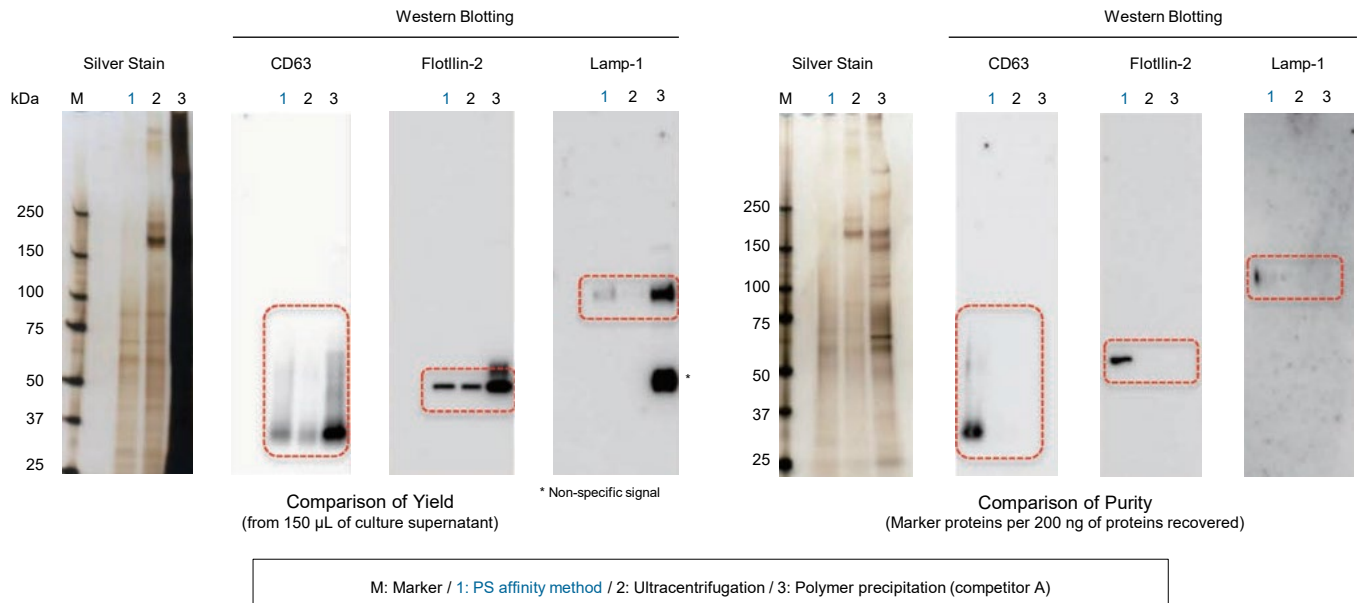 Western Blotting
Western Blotting
Silver Stain CD63 Flotllin-2 Lamp-1
Silver Stain CD63 Flotllin-2 Lamp-1
kDa M 1 2 3 1 2 3 1 2 3 1 2 3
M 1 2 3 1 2 3 1 2 3 1 2 3
250
150
100
75
50
37
25
*
250
150
100
75
50
37
25
* Non-specific signal
Comparison of Yield
(from 150 µL of culture supernatant)
Comparison of Purity
(Marker proteins per 200 ng of proteins recovered)
M: Marker / 1: PS affinity method / 2: Ultracentrifugation / 3: Polymer precipitation (competitor A)